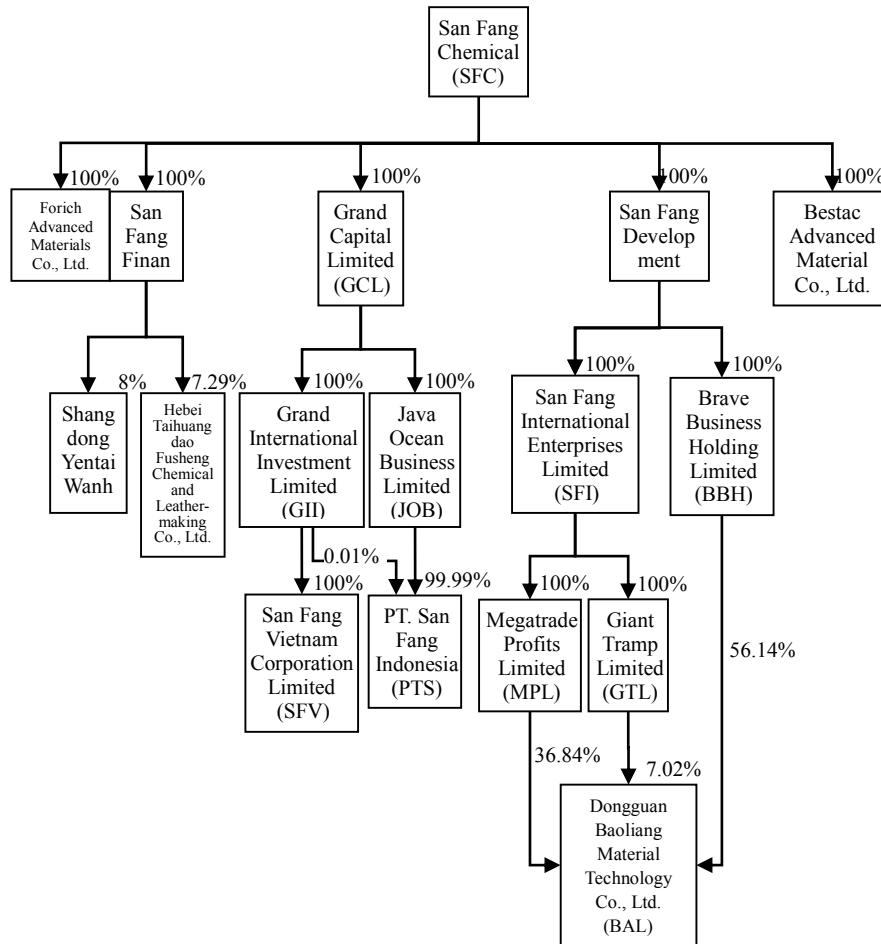 San Fang
Chemical
(SFC)
100%
100%
100%
100%
100%
Forich
Advanced
Materials
Co., Ltd.
San
Fang
Finan
Grand
Capital
Limited
(GCL)
San Fang
Develop
ment
Bestac
Advanced
Material
Co., Ltd.
8%
7.29%
100%
100%
100%
100%
Shang
dong
Yentai
Wanh
Hebei
Taihuang
dao
Fusheng
Chemical
and
Leather-
making
Co., Ltd.
Grand
International
Investment
Limited
(GII)
Java
Ocean
Business
Limited
(JOB)
San Fang
International
Enterprises
Limited
(SFI)
Brave
Business
Holding
Limited
(BBH)
0.01%
100%
99.99%
100%
100%
San Fang
Vietnam
Corporation
Limited
(SFV)
PT. San
Fang
Indonesia
(PTS)
Megatrade
Profits
Limited
(MPL)
Giant
Tramp
Limited
(GTL)
56.14%
36.84%
7.02%
Dongguan
Baoliang
Material
Technology
Co., Ltd.
(BAL)